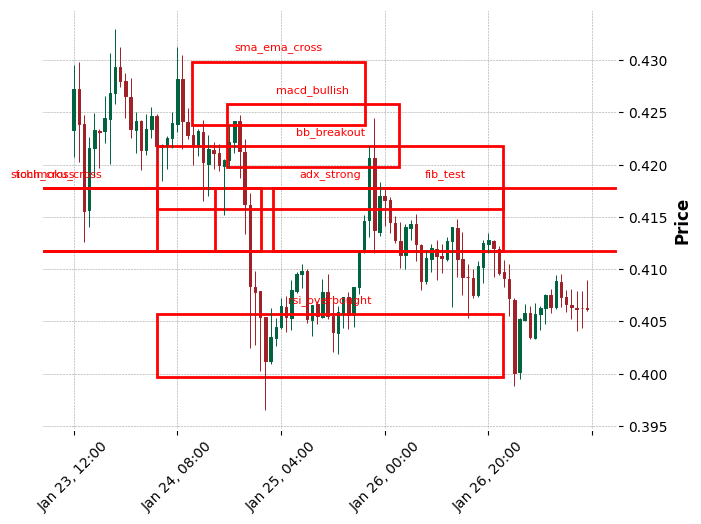 sma_ema_cross
macd_bullish
bb_breakout
adx_strong
fib_test
rsi_overbought
0.430
0.425
0.420
0.415
0.410
0.405
0.400
0.395
Price
Jan 23, 12:00
Jan 24, 08:00
Jan 25, 04:00
Jan 26, 00:00
Jan 26, 20:00